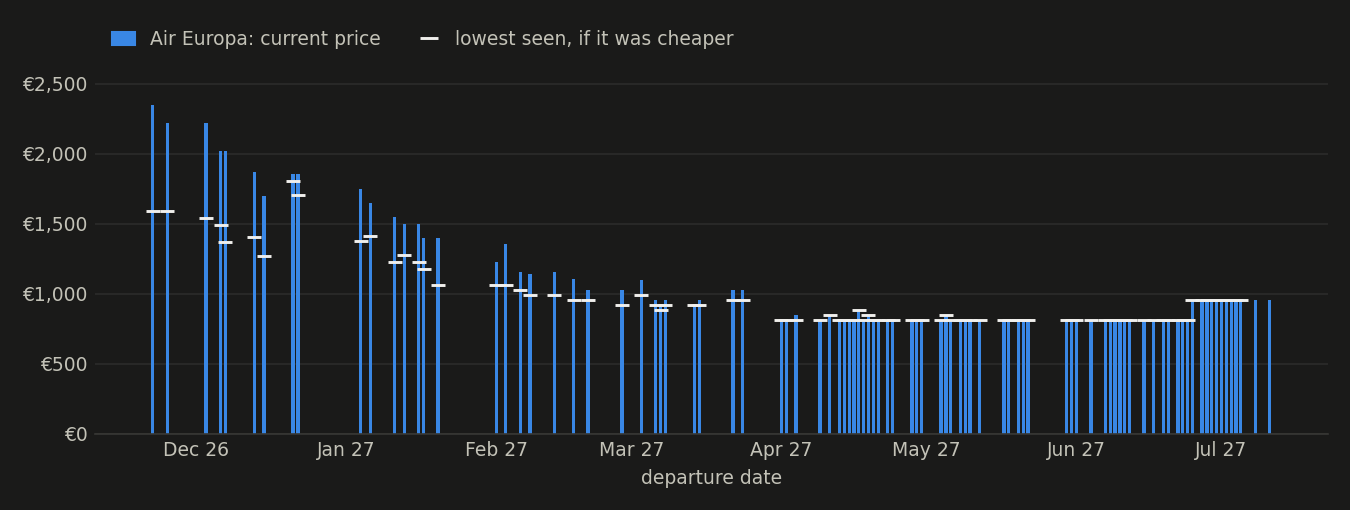 Air Europa: current price
lowest seen, if it was cheaper
€2,500
€2,000
€1,500
€1,000
€500
€0
Dec 26 Jan 27 Feb 27 Mar 27 Apr 27 May 27 Jun 27 Jul 27
departure date